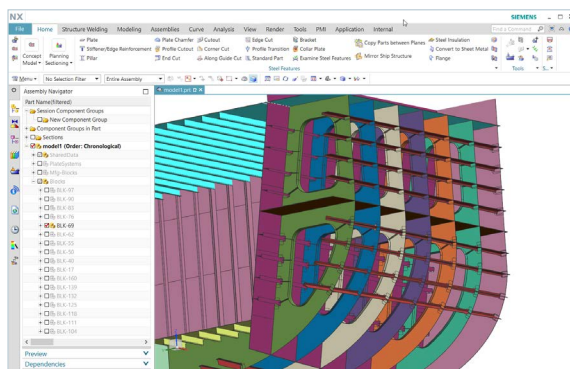 NX
SIEMENS
File Home Structure Welding Modeling Assemblies Curve Analysis View Render Tools PMI Application Internal
Find a Command
Concept Model
Planning Sectioning
Plate
Stiffener/Edge Reinforcement
Pillar
Plate Chamfer
Profile Cutout
End Cut
Cutout
Corner Cut
Along Guide Cut
Edge Cut
Profile Transition
Standard Part
Bracket
Collar Plate
Examine Steel Features
Copy Parts between Planes
Mirror Ship Structure
Steel Insulation
Convert to Sheet Metal
Flange
Steel Features
Tools
S...
Menu
No Selection Filter
Entire Assembly
Assembly Navigator
model1.prt
Part Name(filtered)
Session Component Groups
New Component Group
Component Groups in Part
Sections
model1 (Order: Chronological)
SharedData
PlateSystems
Mfg-Blocks
Blocks
BLK-97
BLK-90
BLK-83
BLK-76
BLK-69
BLK-62
BLK-55
BLK-50
BLK-40
BLK-17
BLK-160
BLK-139
BLK-132
BLK-125
BLK-118
BLK-111
BLK-104
Preview
Dependencies